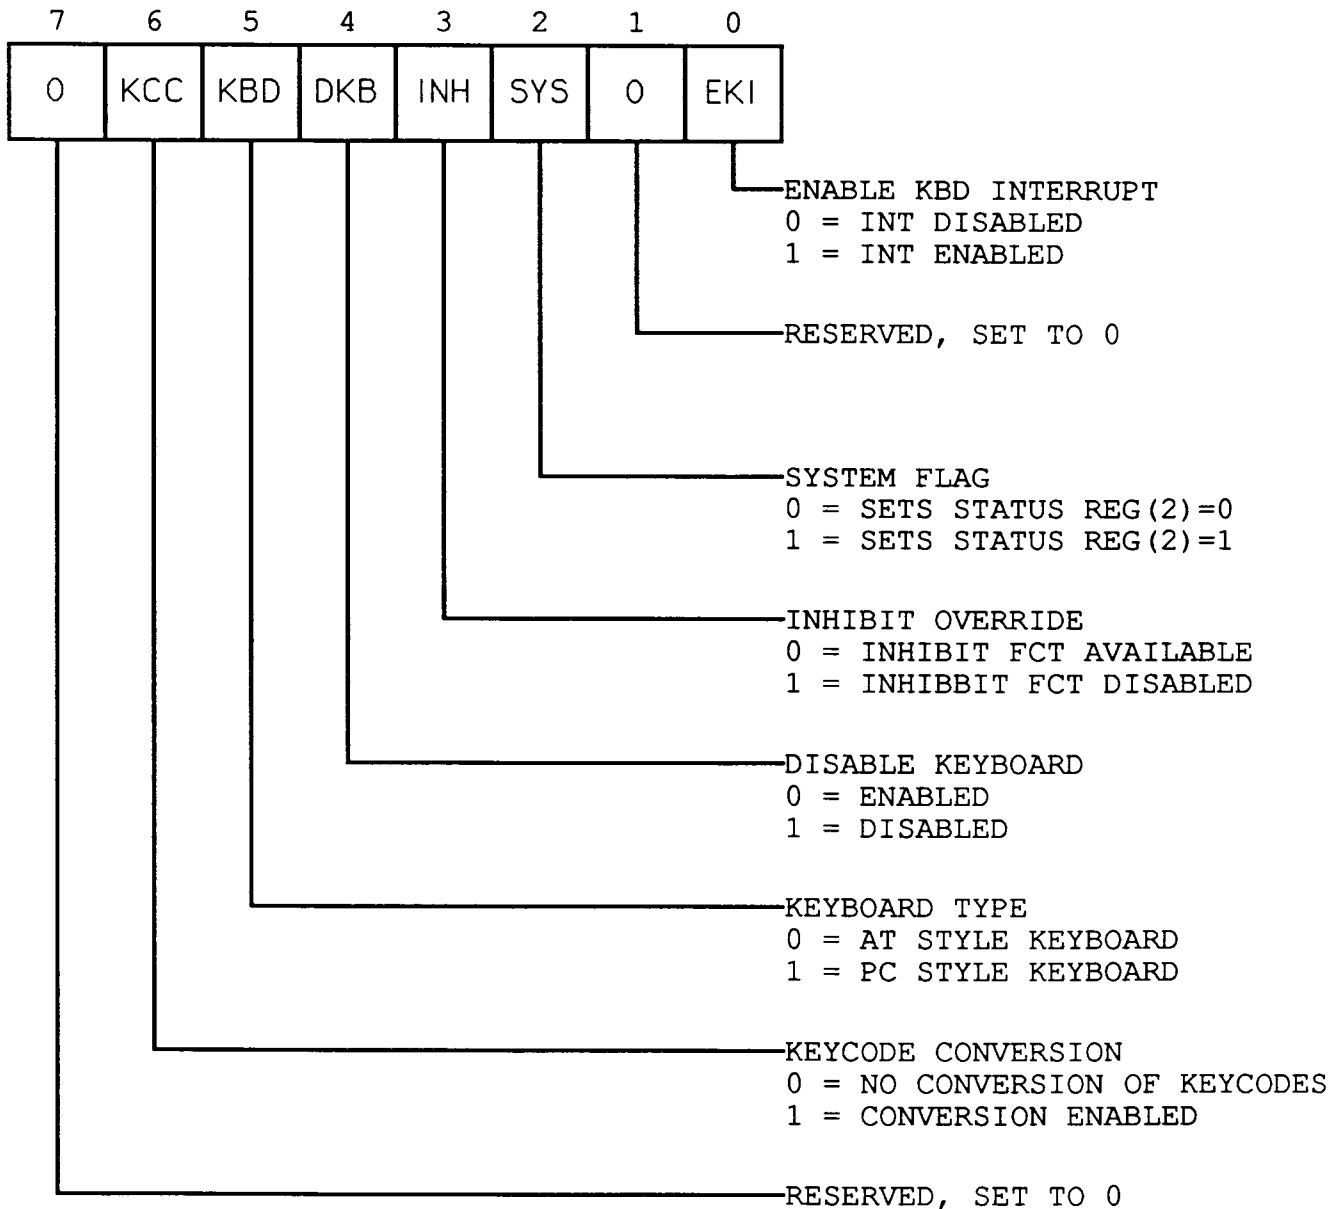 7 6 5 4 3 2 1 0
0 KCC KBD DKB INH SYS 0 EKI
ENABLE KBD INTERRUPT
0 = INT DISABLED
1 = INT ENABLED
RESERVED, SET TO 0
SYSTEM FLAG
0 = SETS STATUS REG(2)=0
1 = SETS STATUS REG(2)=1
INHIBIT OVERRIDE
0 = INHIBIT FCT AVAILABLE
1 = INHIBBIT FCT DISABLED
DISABLE KEYBOARD
0 = ENABLED
1 = DISABLED
KEYBOARD TYPE
0 = AT STYLE KEYBOARD
1 = PC STYLE KEYBOARD
KEYCODE CONVERSION
0 = NO CONVERSION OF KEYCODES
1 = CONVERSION ENABLED
RESERVED, SET TO 0